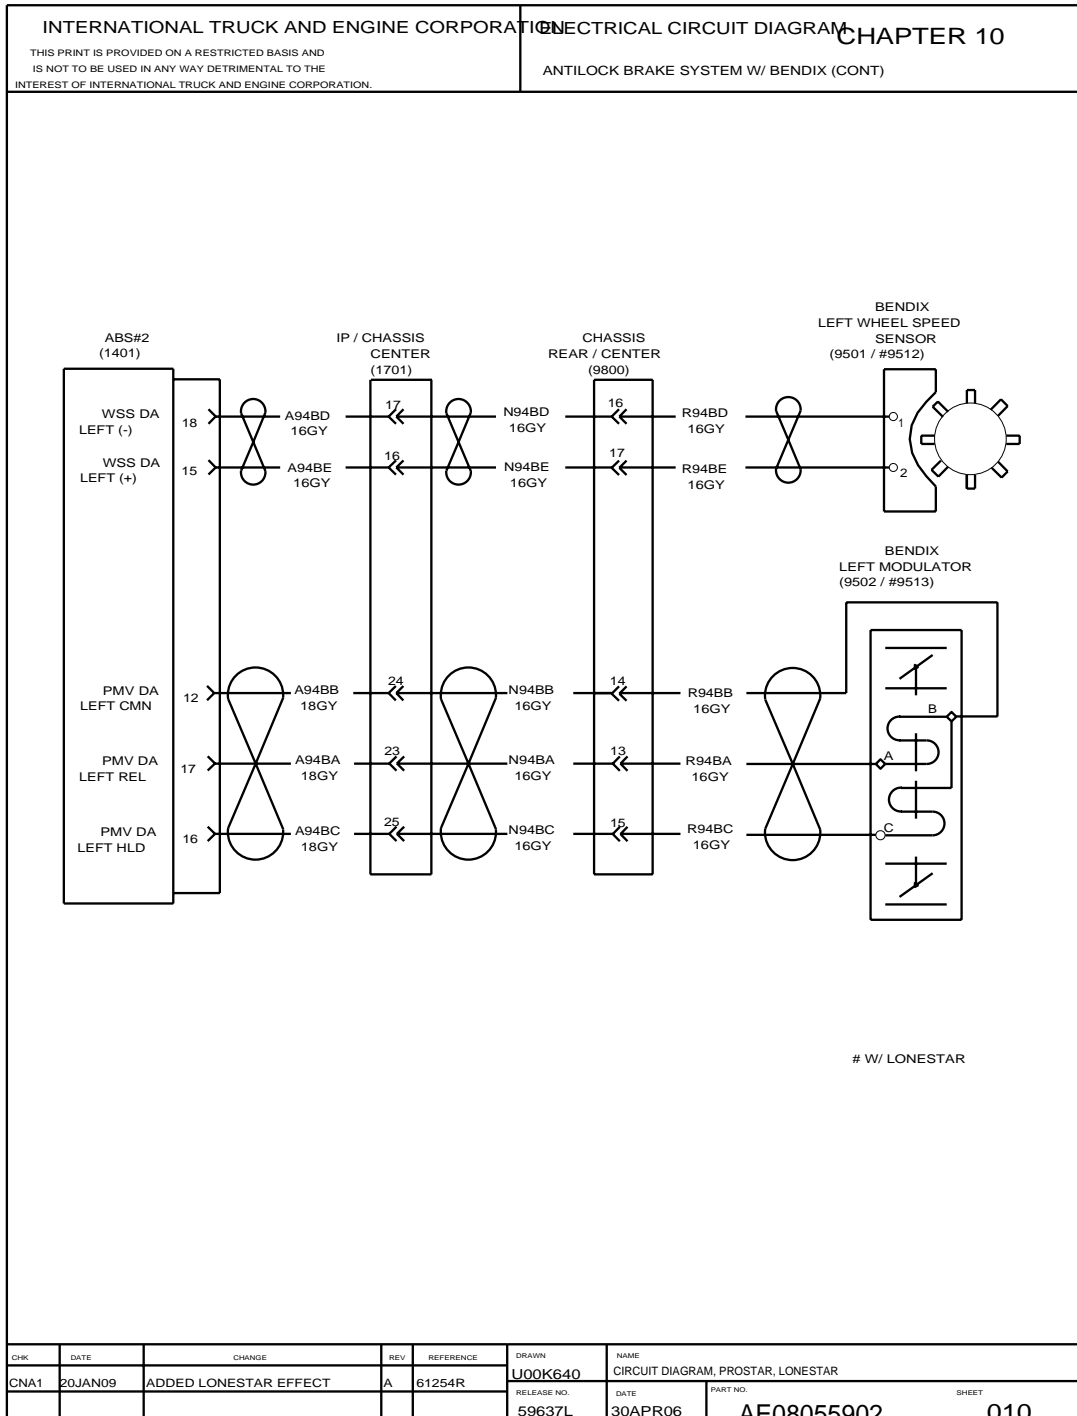 INTERNATIONAL TRUCK AND ENGINE CORPORATION
THIS PRINT IS PROVIDED ON A RESTRICTED BASIS AND
IS NOT TO BE USED IN ANY WAY DETRIMENTAL TO THE
INTEREST OF INTERNATIONAL TRUCK AND ENGINE CORPORATION.
ELECTRICAL CIRCUIT DIAGRAM
CHAPTER 10
ANTILOCK BRAKE SYSTEM W/ BENDIX (CONT)
ABS#2
(1401)
IP / CHASSIS
CENTER
(1701)
CHASSIS
REAR / CENTER
(9800)
BENDIX
LEFT WHEEL SPEED
SENSOR
(9501 / #9512)
WSS DA
LEFT (-)
18
A94BD
16GY
17
N94BD
16GY
16
R94BD
16GY
1
WSS DA
LEFT (+)
15
A94BE
16GY
16
N94BE
16GY
17
R94BE
16GY
2
BENDIX
LEFT MODULATOR
(9502 / #9513)
PMV DA
LEFT CMN
12
A94BB
18GY
24
N94BB
16GY
14
R94BB
16GY
B
PMV DA
LEFT REL
17
A94BA
18GY
23
N94BA
16GY
13
R94BA
16GY
A
PMV DA
LEFT HLD
16
A94BC
18GY
25
N94BC
16GY
15
R94BC
16GY
C
# W/ LONESTAR
CHK DATE CHANGE REV REFERENCE
CNA1 20JAN09 ADDED LONESTAR EFFECT A 61254R
DRAWN
U00K640
NAME
CIRCUIT DIAGRAM, PROSTAR, LONESTAR
RELEASE NO.
59637L
DATE
30APR06
PART NO.
AE08055902
SHEET
010